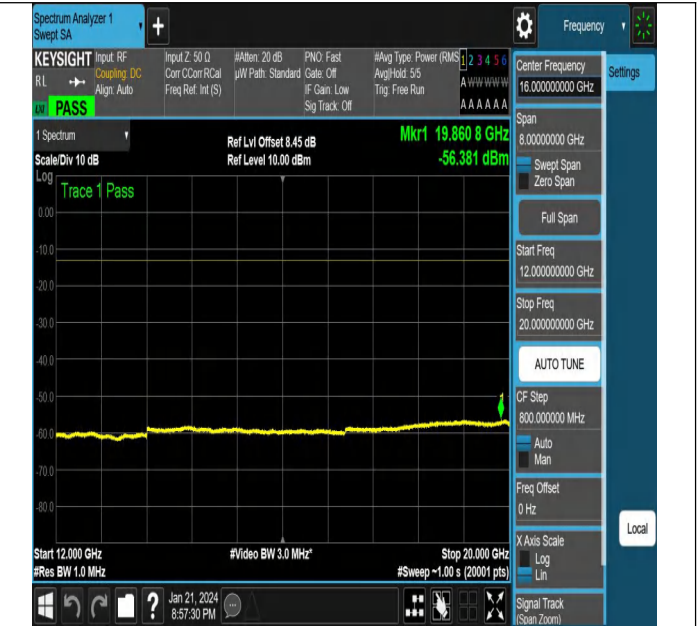 Spectrum Analyzer 1
Swept SA
+
Frequency
KEYSIGHT
RL
PASS
Input: RF
Coupling: DC
Align: Auto
Input Z: 50 Ω
Corr CCorr RCal
Freq Ref: Int (S)
#Atten: 20 dB
µW Path: Standard
PNO: Fast
Gate: Off
IF Gain: Low
Sig Track: Off
#Avg Type: Power (RMS
Avg|Hold: 5/5
Trig: Free Run
1 2 3 4 5 6
A W W W W W
A A A A A A
1 Spectrum
Scale/Div 10 dB
Ref Lvl Offset 8.45 dB
Ref Level 10.00 dBm
Mkr1 19.860 8 GHz
-56.381 dBm
Log
Trace 1 Pass
0.00
-10.0
-20.0
-30.0
-40.0
-50.0
-60.0
-70.0
-80.0
1
Start 12.000 GHz
#Res BW 1.0 MHz
#Video BW 3.0 MHz*
Stop 20.000 GHz
#Sweep ~1.00 s (20001 pts)
Jan 21, 2024
8:57:30 PM
?
Center Frequency
16.000000000 GHz
Settings
Span
8.00000000 GHz
Swept Span
Zero Span
Full Span
Start Freq
12.000000000 GHz
Stop Freq
20.000000000 GHz
AUTO TUNE
CF Step
800.000000 MHz
Auto
Man
Freq Offset
0 Hz
X Axis Scale
Log
Lin
Local
Signal Track
(Span Zoom)